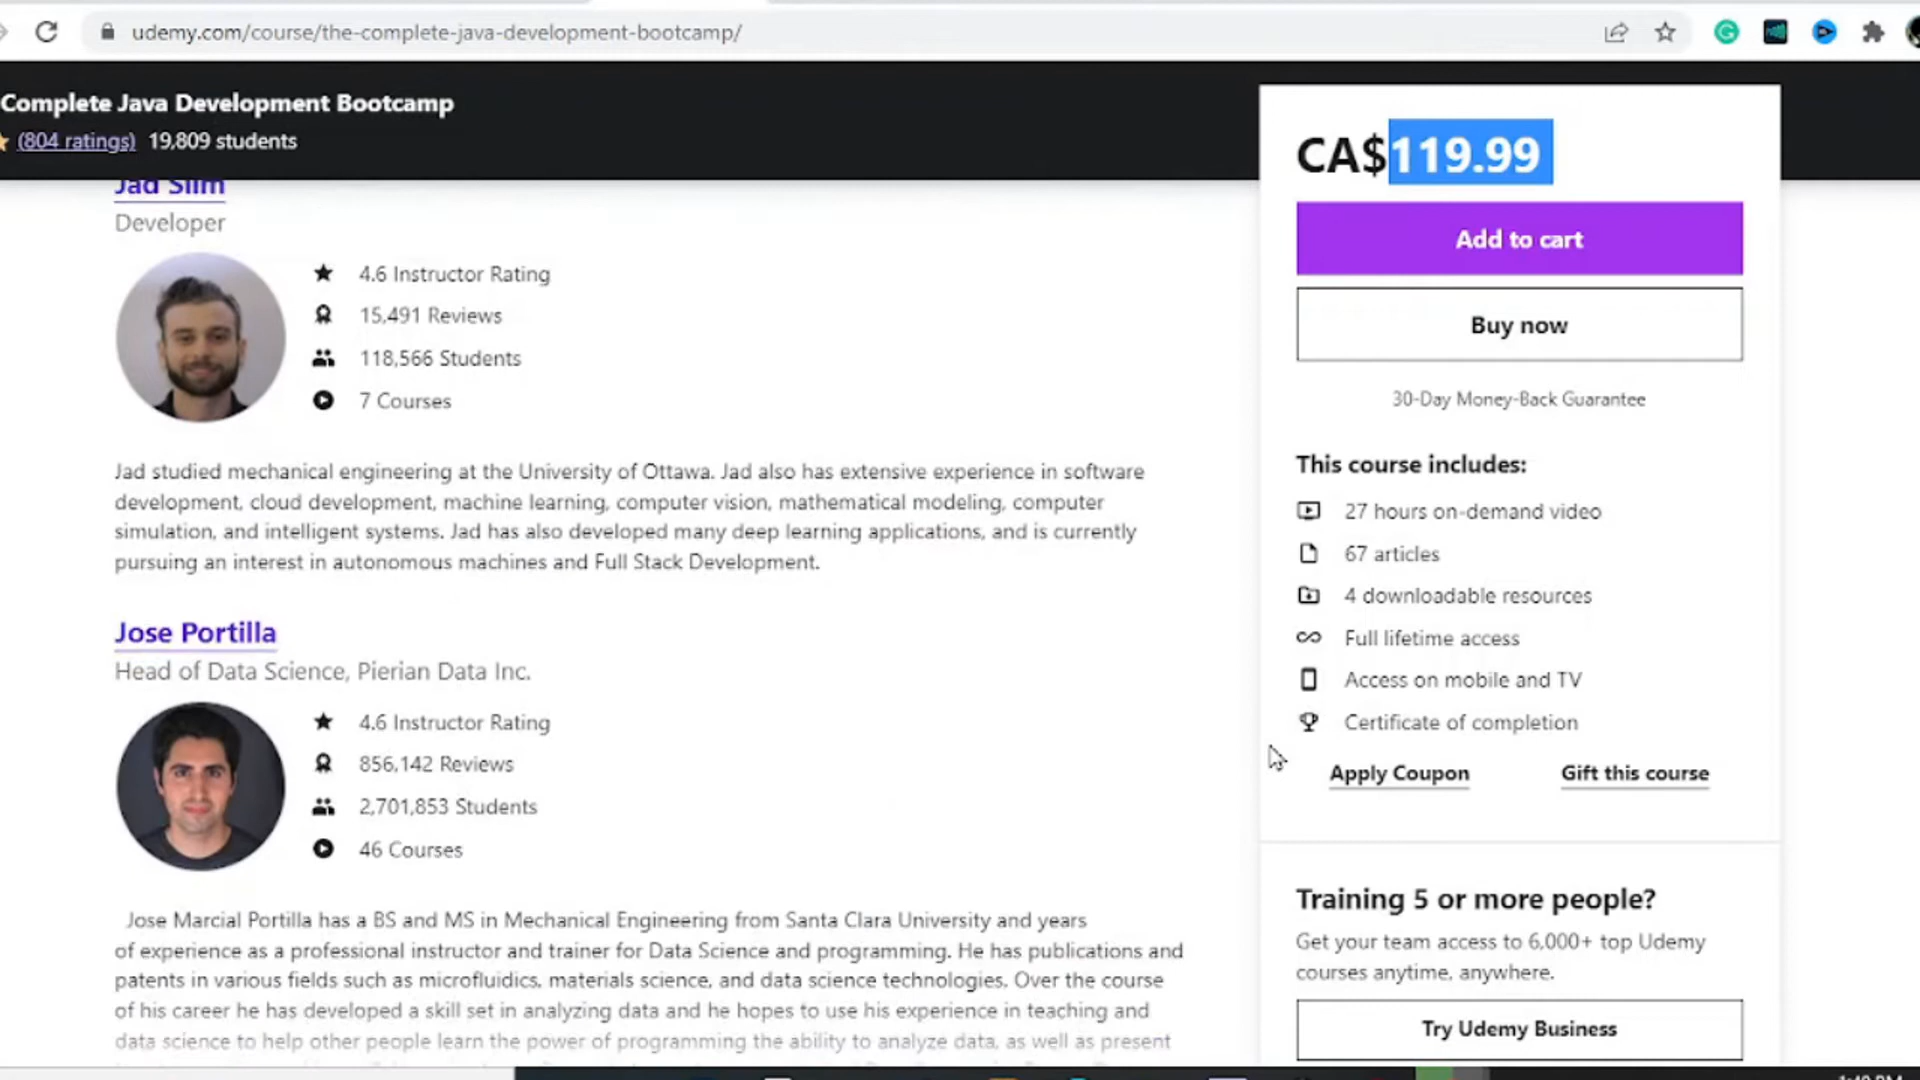 udemy.com/course/the-complete-java-development-bootcamp/
Complete Java Development Bootcamp
(804 ratings) 19,809 students
Jad Slim
Developer
4.6 Instructor Rating
15,491 Reviews
118,566 Students
7 Courses
Jad studied mechanical engineering at the University of Ottawa. Jad also has extensive experience in software
development, cloud development, machine learning, computer vision, mathematical modeling, computer
simulation, and intelligent systems. Jad has also developed many deep learning applications, and is currently
pursuing an interest in autonomous machines and Full Stack Development.
Jose Portilla
Head of Data Science, Pierian Data Inc.
4.6 Instructor Rating
856,142 Reviews
2,701,853 Students
46 Courses
Jose Marcial Portilla has a BS and MS in Mechanical Engineering from Santa Clara University and years
of experience as a professional instructor and trainer for Data Science and programming. He has publications and
patents in various fields such as microfluidics, materials science, and data science technologies. Over the course
of his career he has developed a skill set in analyzing data and he hopes to use his experience in teaching and
data science to help other people learn the power of programming the ability to analyze data, as well as present
CA$119.99
Add to cart
Buy now
30-Day Money-Back Guarantee
This course includes:
27 hours on-demand video
67 articles
4 downloadable resources
Full lifetime access
Access on mobile and TV
Certificate of completion
Apply Coupon Gift this course
Training 5 or more people?
Get your team access to 6,000+ top Udemy
courses anytime, anywhere.
Try Udemy Business